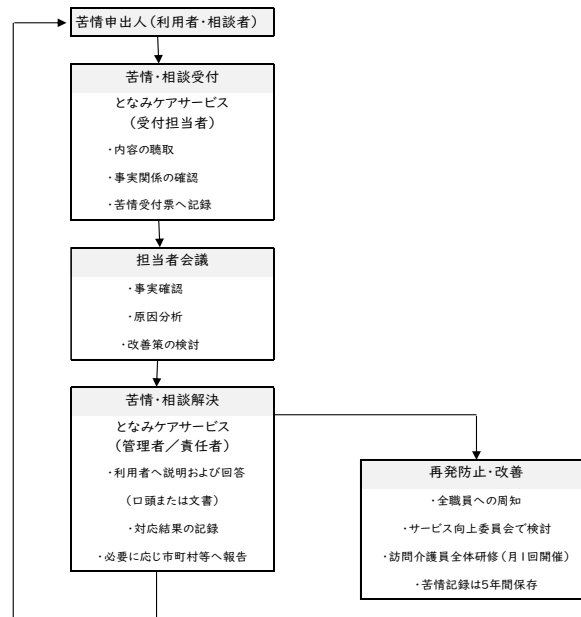 苦情申出人(利用者・相談者)
苦情・相談受付
となみケアサービス
(受付担当者)
・内容の聴取
・事実関係の確認
・苦情受付票へ記録
担当者会議
・事実確認
・原因分析
・改善策の検討
苦情・相談解決
となみケアサービス
(管理者/責任者)
・利用者へ説明および回答
(口頭または文書)
・対応結果の記録
・必要に応じ市町村等へ報告
再発防止・改善
・全職員への周知
・サービス向上委員会で検討
・訪問介護員全体研修(月1回開催)
・苦情記録は5年間保存